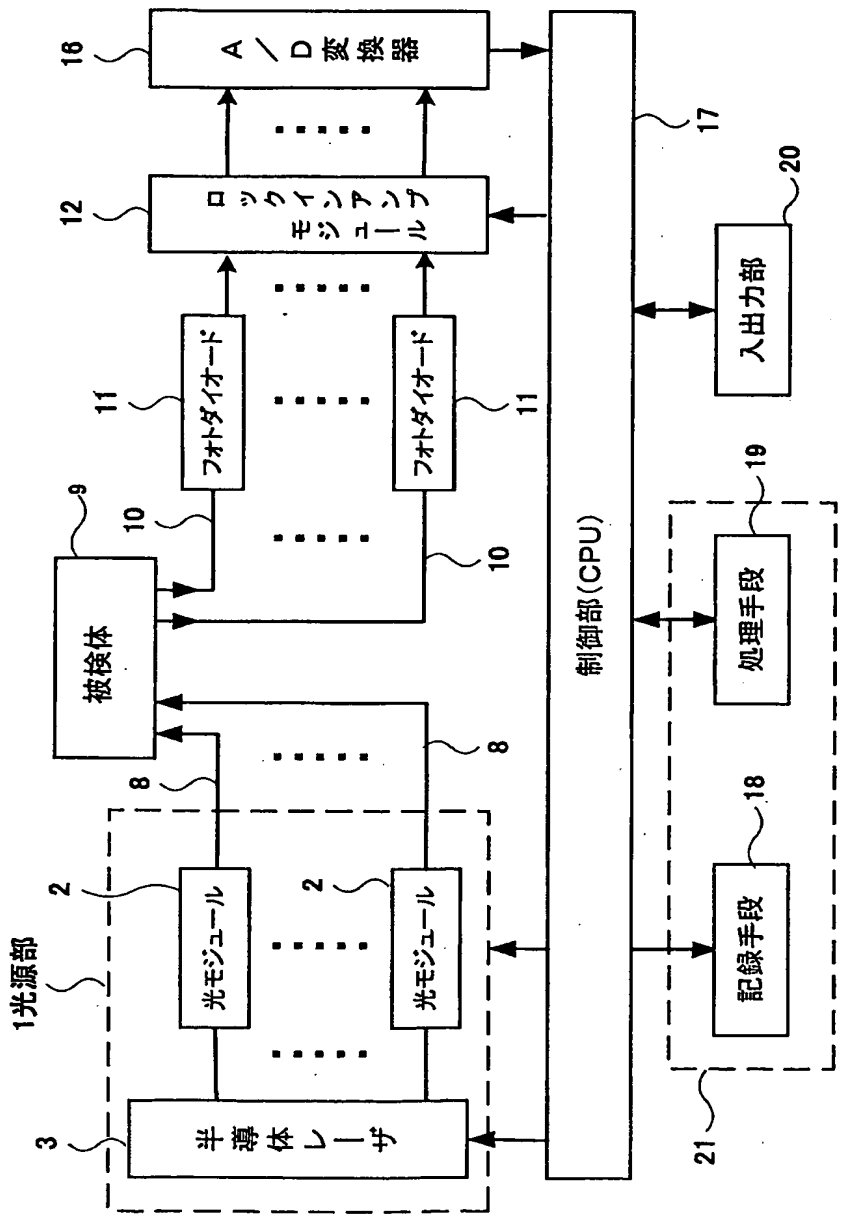 1光源部
3
半導体レーザ
2
光モジュール
2
光モジュール
8
8
9
被検体
10
10
11
フォトダイオード
フォトダイオード
11
12
ロックインアンプ
モジュール
16
A/D変換器
制御部(CPU)
17
記録手段
18
処理手段
19
入出力部
20
21